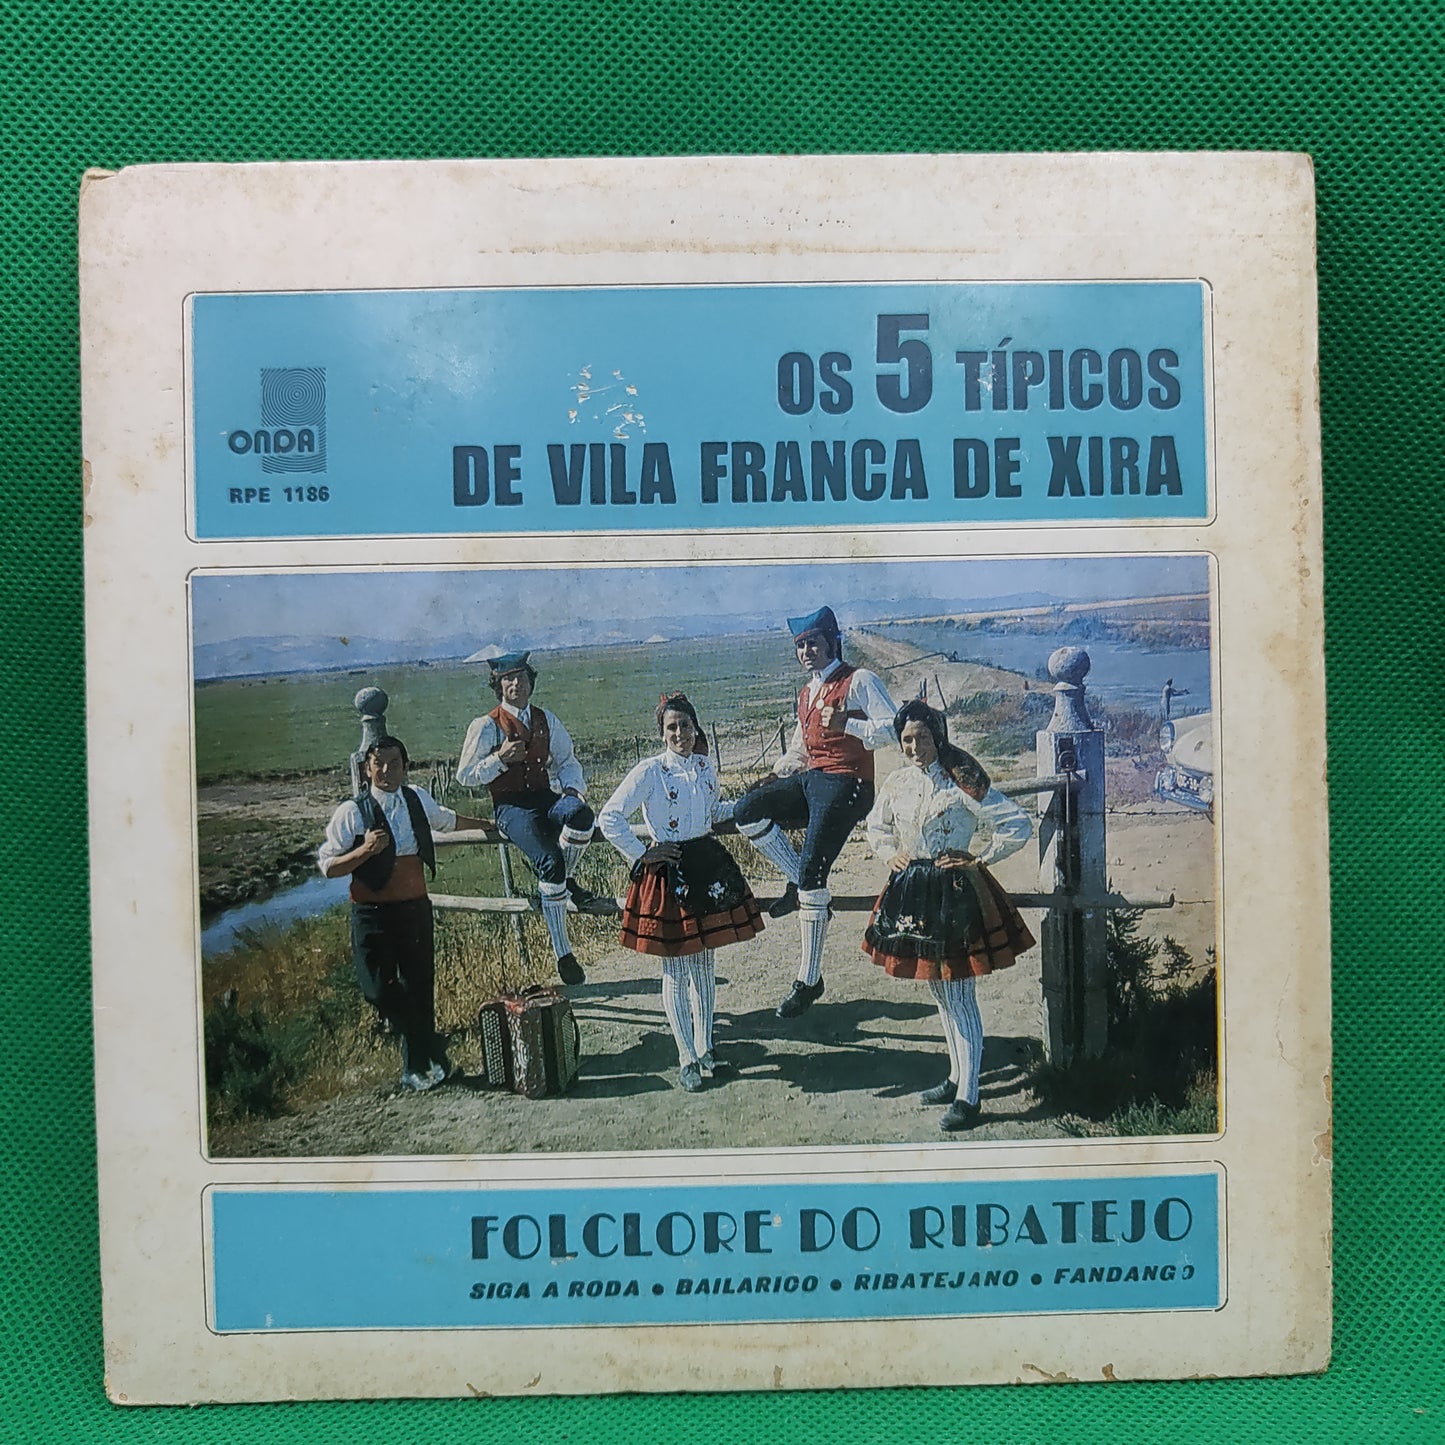 OS 5 TÍPICOS
DE VILA FRANCA DE XIRA
ONDA
RPE 1186
FOLCLORE DO RIBATEJO
SIGA A RODA • BAILARICO • RIBATEJANO • FANDANGO